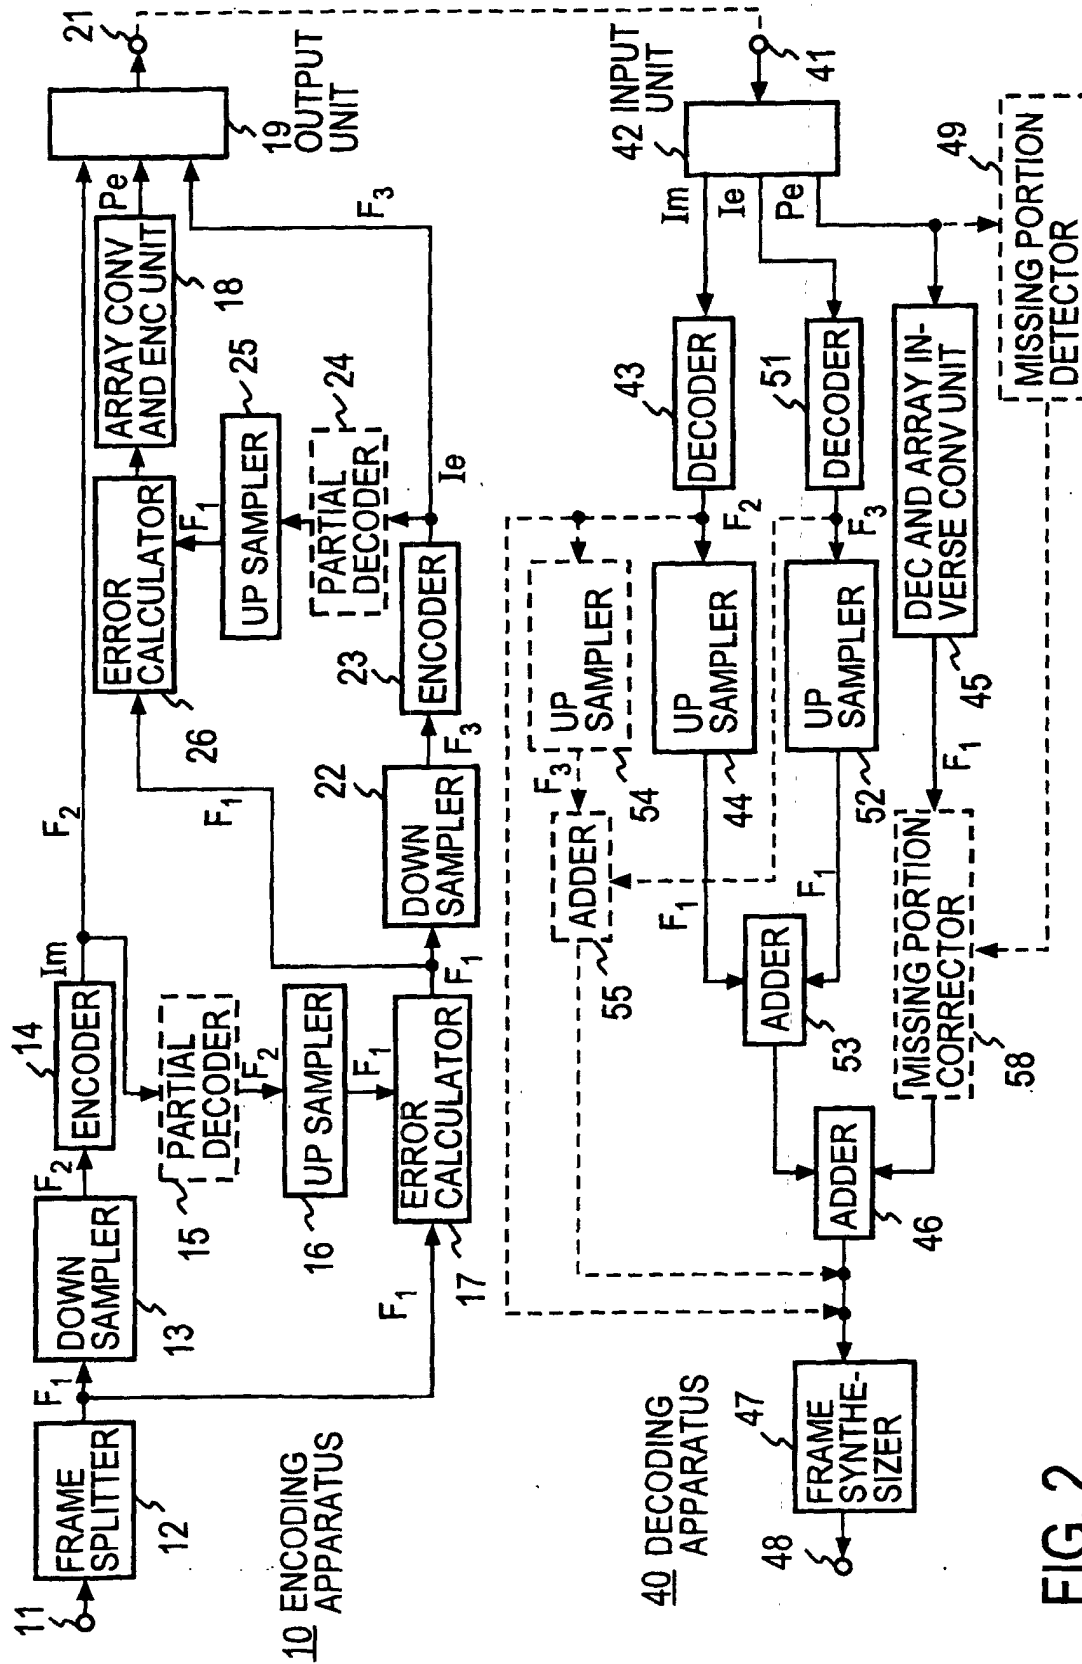 11
FRAME
SPLITTER
12
F1
DOWN
SAMPLER
13
F2
14
ENCODER
Im
F2
15
PARTIAL
DECODER
F2
16
UP SAMPLER
F1
F1
17
ERROR
CALCULATOR
F1
F1
22
DOWN
SAMPLER
F3
23
ENCODER
Ie
F3
PARTIAL
DECODER
24
UP SAMPLER
25
F1
26
ERROR
CALCULATOR
ARRAY CONV
AND ENC UNIT
18
Pe
19
OUTPUT
UNIT
21
10 ENCODING
APPARATUS
41
42 INPUT
UNIT
Im
Ie
Pe
43
DECODER
F2
51
DECODER
F3
DEC AND ARRAY IN-
VERSE CONV UNIT
45
F1
49
MISSING PORTION
DETECTOR
UP
SAMPLER
54
F3
UP
SAMPLER
44
F1
UP
SAMPLER
52
F1
ADDER
55
ADDER
53
MISSING PORTION
CORRECTOR
58
ADDER
46
47
FRAME
SYNTHE-
SIZER
48
40 DECODING
APPARATUS
FIG. 2